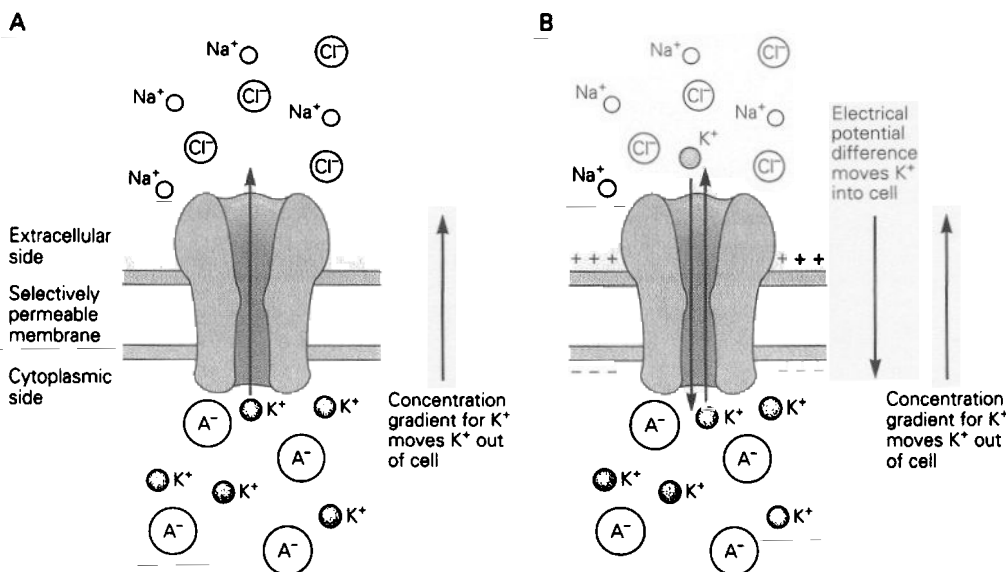 A
Na⁺
Cl⁻
Na⁺
Cl⁻
Na⁺
Cl⁻
Cl⁻
Na⁺
Extracellular
side
Selectively
permeable
membrane
Cytoplasmic
side
A⁻
K⁺
K⁺
Concentration
gradient for K⁺
moves K⁺ out
of cell
A⁻
K⁺
K⁺
K⁺
A⁻
A⁻
B
Na⁺
Cl⁻
Na⁺
Cl⁻
Na⁺
Cl⁻
K⁺
Cl⁻
Na⁺
Electrical
potential
difference
moves K⁺
into cell
+ + +
+ + +
− − −
− − −
A⁻
K⁺
K⁺
Concentration
gradient for K⁺
moves K⁺ out
of cell
A⁻
K⁺
K⁺
K⁺
A⁻
A⁻